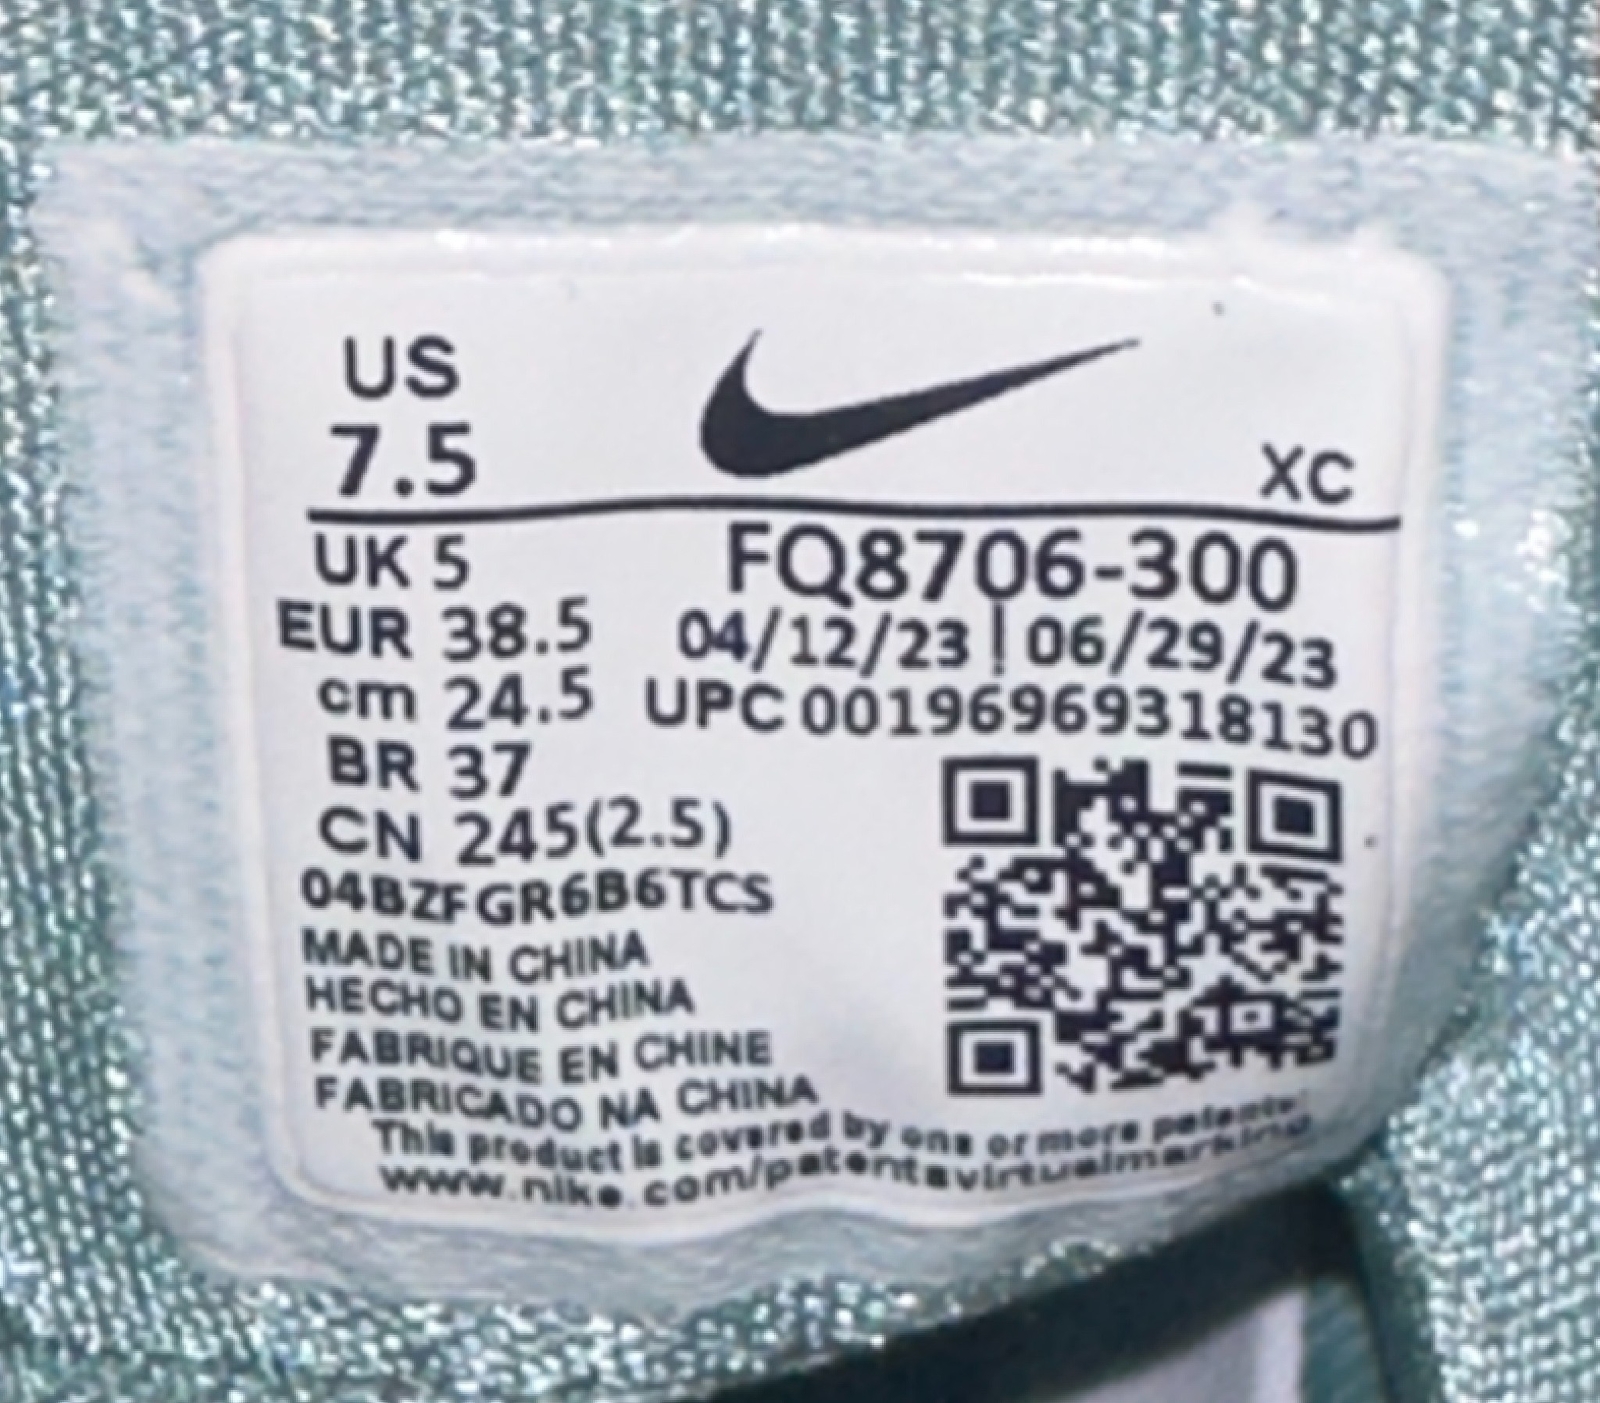 US
7.5
XC
UK 5
FQ8706-300
EUR 38.5
04/12/23 | 06/29/23
cm 24.5
UPC 00196969318130
BR 37
CN 245(2.5)
04BZFGR6B6TCS
MADE IN CHINA
HECHO EN CHINA
FABRIQUE EN CHINE
FABRICADO NA CHINA
This product is covered by one or more patents:
www.nike.com/patentsvirtualmarking